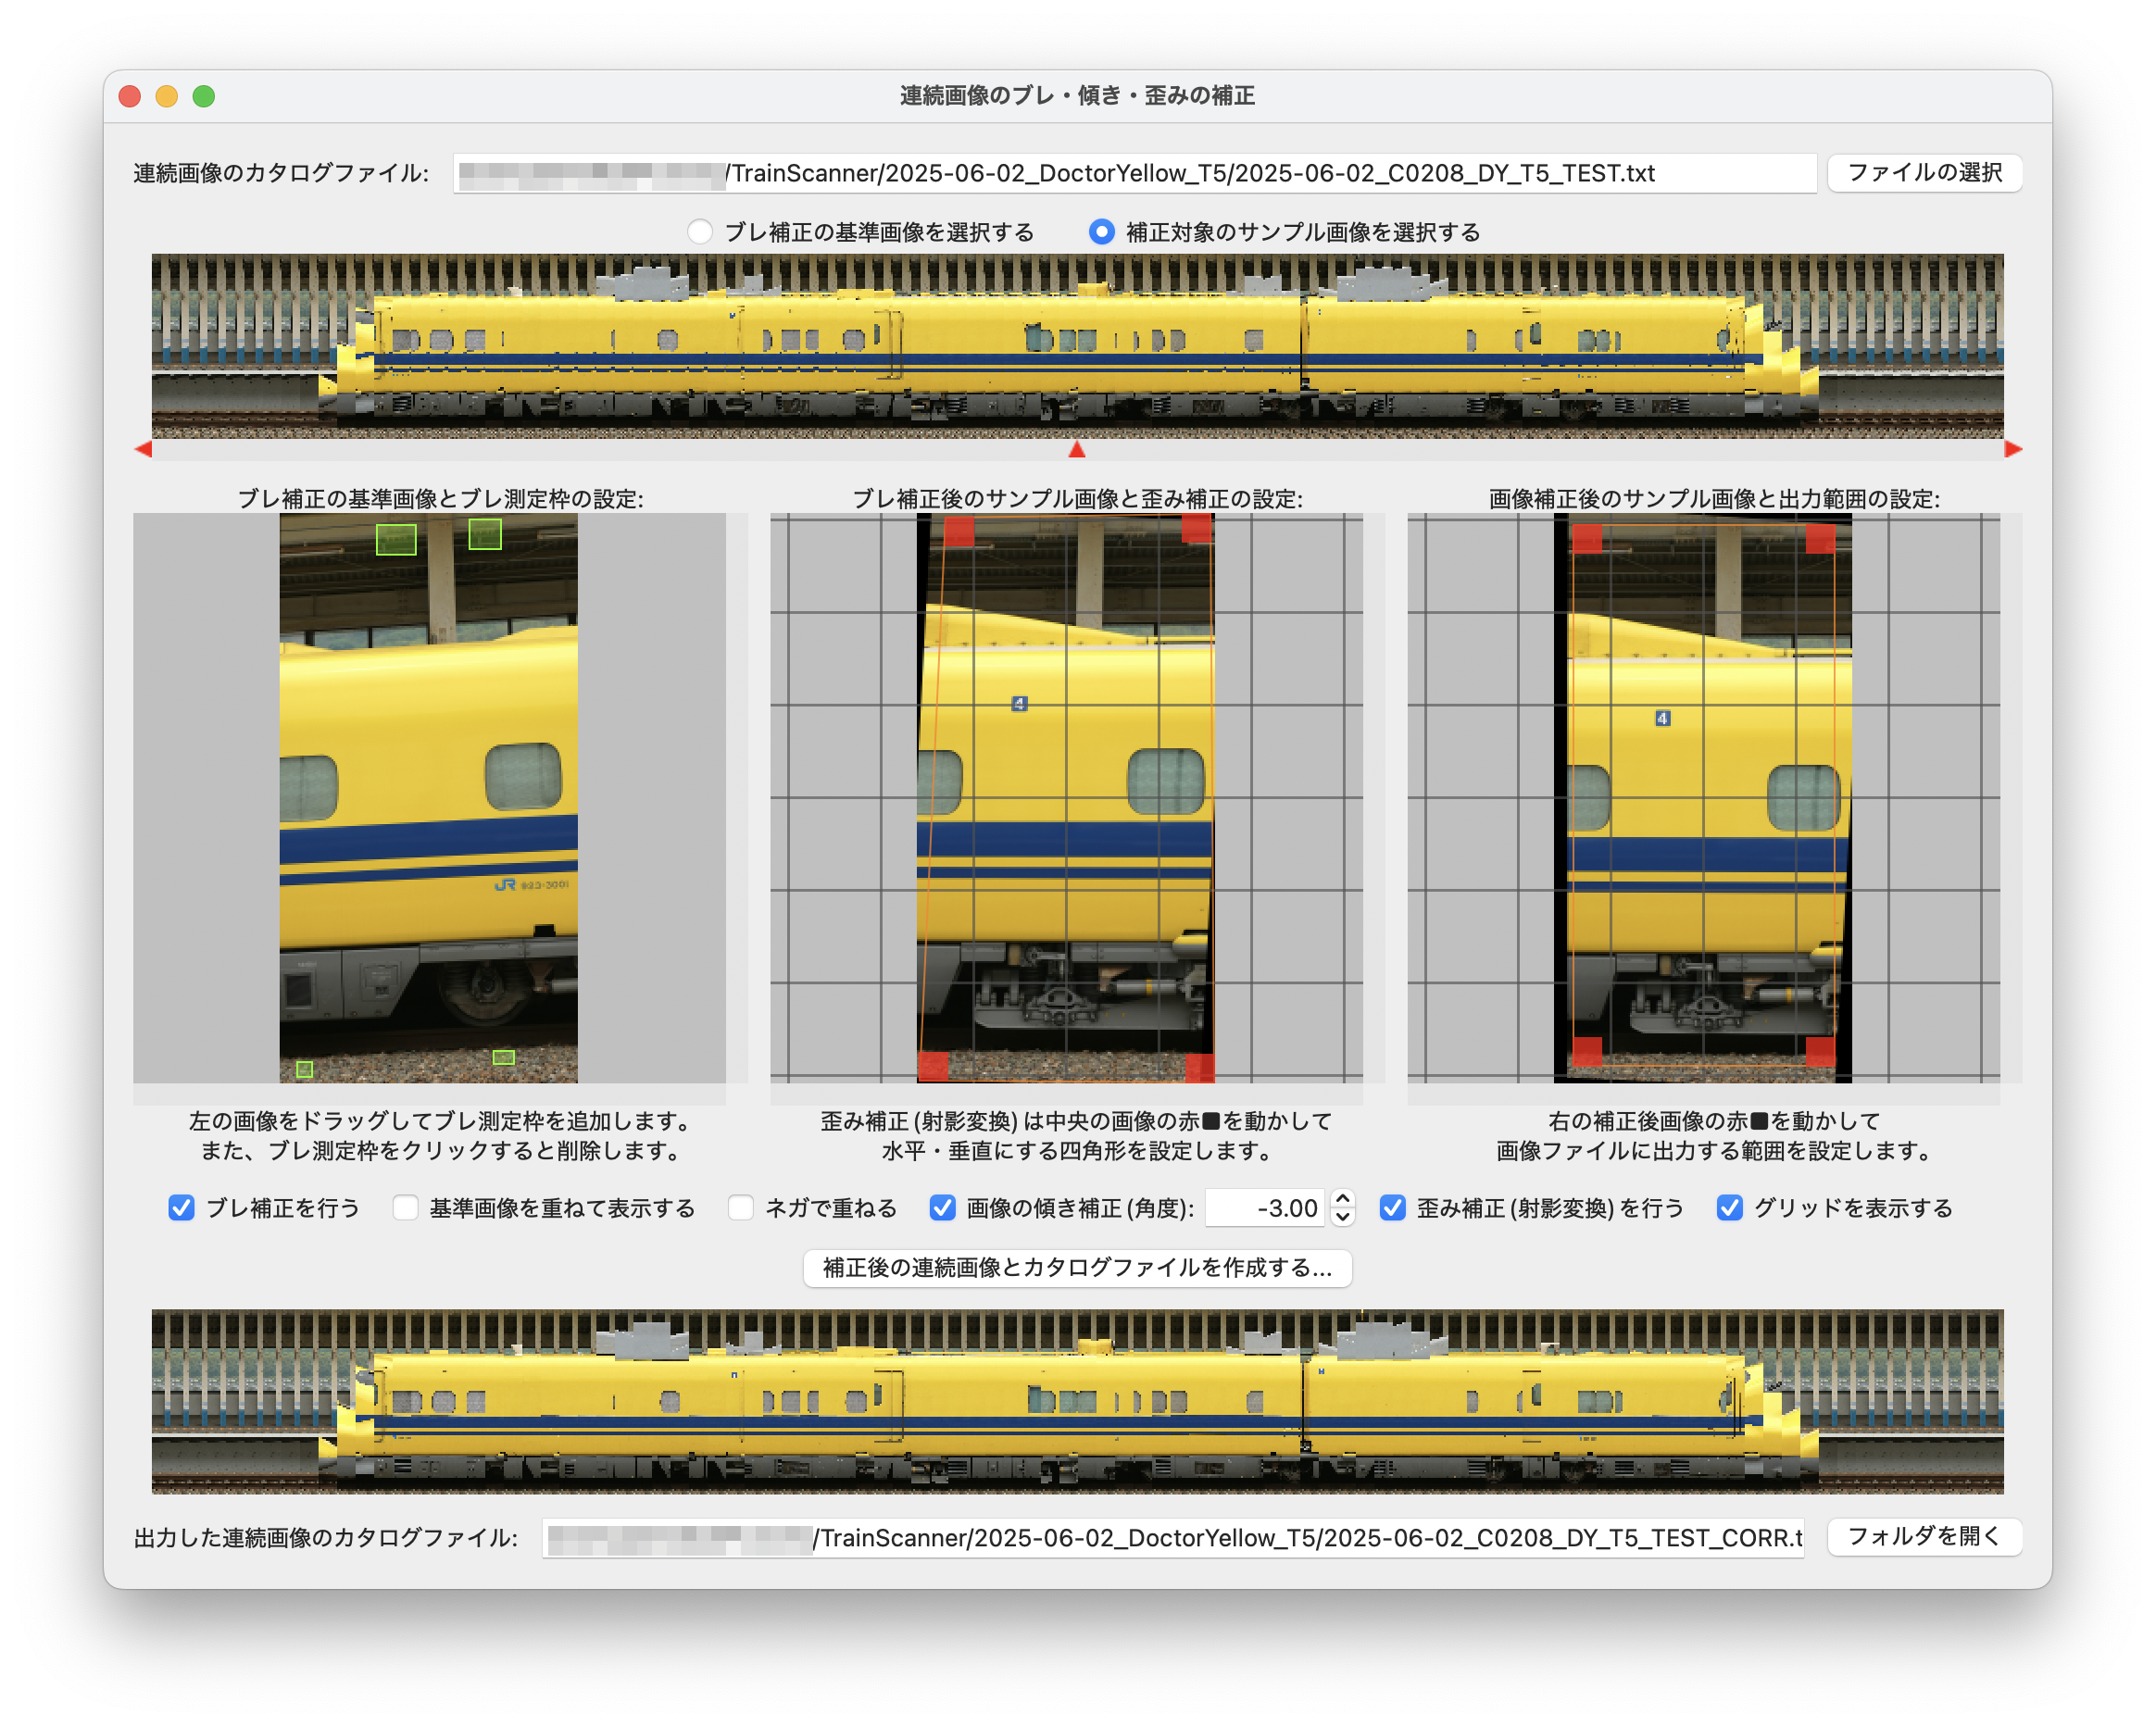 連続画像のブレ・傾き・歪みの補正
連続画像のカタログファイル: /TrainScanner/2025-06-02_DoctorYellow_T5/2025-06-02_C0208_DY_T5_TEST.txt ファイルの選択
ブレ補正の基準画像を選択する 補正対象のサンプル画像を選択する
ブレ補正の基準画像とブレ測定枠の設定: ブレ補正後のサンプル画像と歪み補正の設定: 画像補正後のサンプル画像と出力範囲の設定:
4
4
JR 923-3001
左の画像をドラッグしてブレ測定枠を追加します。
また、ブレ測定枠をクリックすると削除します。
歪み補正(射影変換)は中央の画像の赤■を動かして
水平・垂直にする四角形を設定します。
右の補正後画像の赤■を動かして
画像ファイルに出力する範囲を設定します。
ブレ補正を行う 基準画像を重ねて表示する ネガで重ねる 画像の傾き補正(角度): -3.00 歪み補正(射影変換)を行う グリッドを表示する
補正後の連続画像とカタログファイルを作成する...
出力した連続画像のカタログファイル: /TrainScanner/2025-06-02_DoctorYellow_T5/2025-06-02_C0208_DY_T5_TEST_CORR.t フォルダを開く